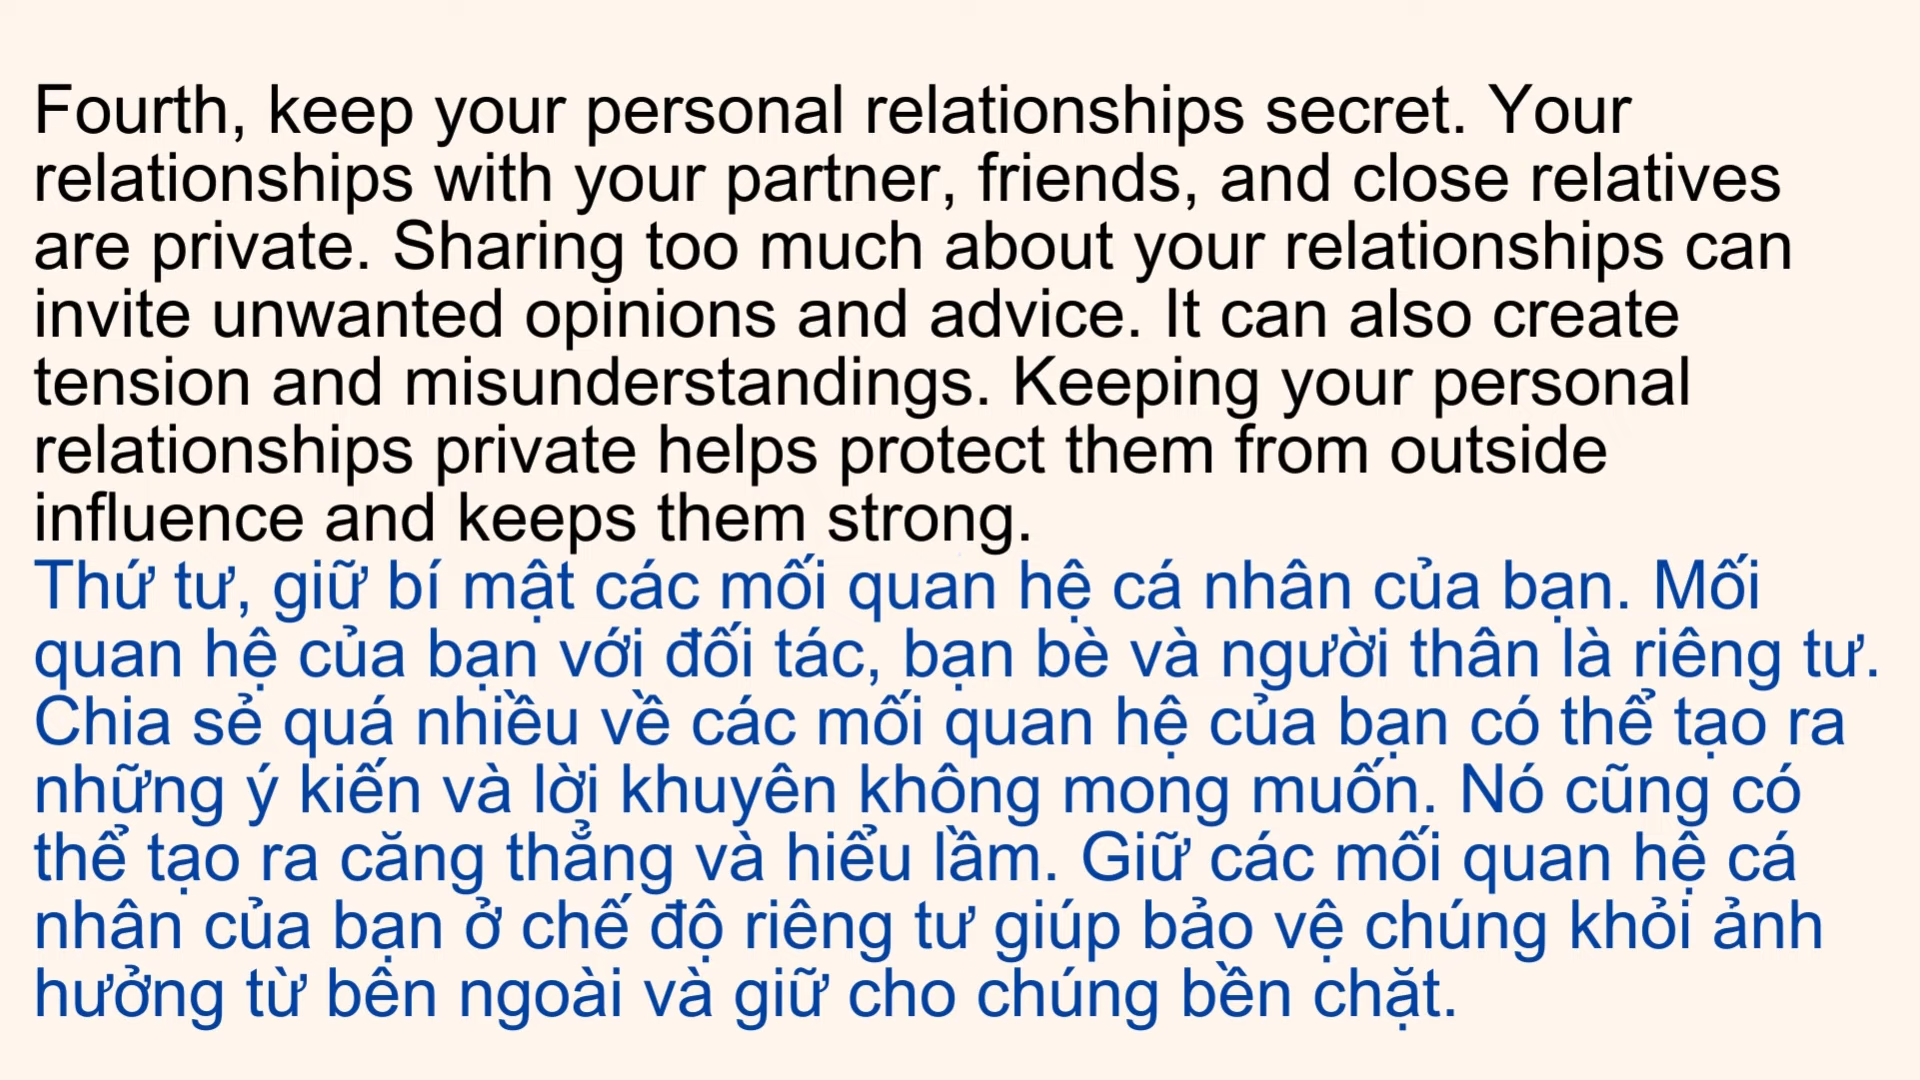 Fourth, keep your personal relationships secret. Your
relationships with your partner, friends, and close relatives
are private. Sharing too much about your relationships can
invite unwanted opinions and advice. It can also create
tension and misunderstandings. Keeping your personal
relationships private helps protect them from outside
influence and keeps them strong.
Thứ tư, giữ bí mật các mối quan hệ cá nhân của bạn. Mối
quan hệ của bạn với đối tác, bạn bè và người thân là riêng tư.
Chia sẻ quá nhiều về các mối quan hệ của bạn có thể tạo ra
những ý kiến và lời khuyên không mong muốn. Nó cũng có
thể tạo ra căng thẳng và hiểu lầm. Giữ các mối quan hệ cá
nhân của bạn ở chế độ riêng tư giúp bảo vệ chúng khỏi ảnh
hưởng từ bên ngoài và giữ cho chúng bền chặt.